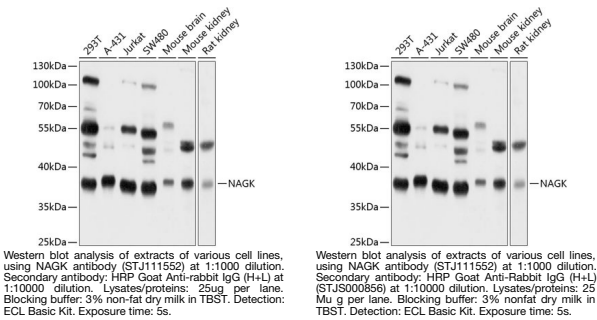 293T
A-431
Jurkat
SW480
Mouse brain
Mouse kidney
Rat kidney
130kDa
100kDa
70kDa
55kDa
40kDa
35kDa
25kDa
NAGK
Western blot analysis of extracts of various cell lines,
using NAGK antibody (STJ111552) at 1:1000 dilution.
Secondary antibody: HRP Goat Anti-rabbit IgG (H+L) at
1:10000 dilution. Lysates/proteins: 25ug per lane.
Blocking buffer: 3% non-fat dry milk in TBST. Detection:
ECL Basic Kit. Exposure time: 5s.
293T
A-431
Jurkat
SW480
Mouse brain
Mouse kidney
Rat kidney
130kDa
100kDa
70kDa
55kDa
40kDa
35kDa
25kDa
NAGK
Western blot analysis of extracts of various cell lines,
using NAGK antibody (STJ111552) at 1:1000 dilution.
Secondary antibody: HRP Goat Anti-Rabbit IgG (H+L)
(STJS000856) at 1:10000 dilution. Lysates/proteins: 25
Mu g per lane. Blocking buffer: 3% nonfat dry milk in
TBST. Detection: ECL Basic Kit. Exposure time: 5s.